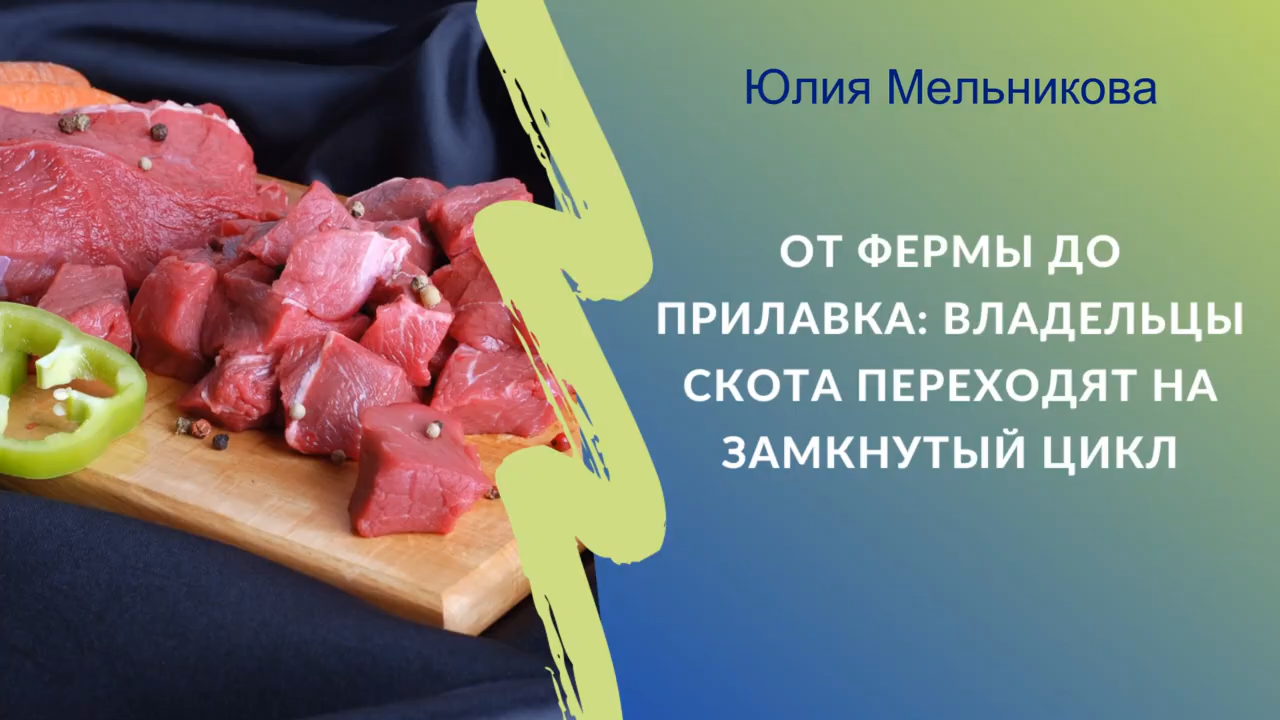 Юлия Мельникова
ОТ ФЕРМЫ ДО
ПРИЛАВКА: ВЛАДЕЛЬЦЫ
СКОТА ПЕРЕХОДЯТ НА
ЗАМКНУТЫЙ ЦИКЛ